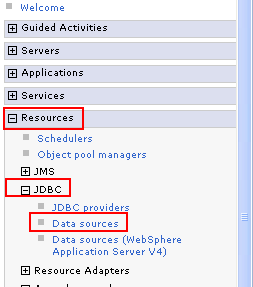 Welcome
Guided Activities
Servers
Applications
Services
Resources
Schedulers
Object pool managers
JMS
JDBC
JDBC providers
Data sources
Data sources (WebSphere
Application Server V4)
Resource Adapters